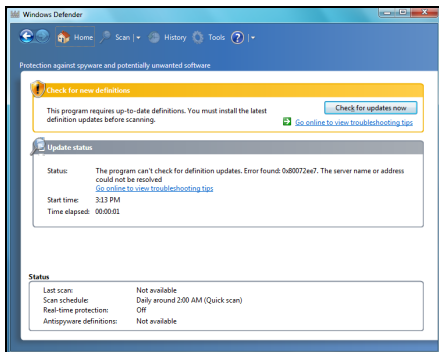 Windows Defender
Home Scan History Tools
Protection against spyware and potentially unwanted software
Check for new definitions
This program requires up-to-date definitions. You must install the latest
definition updates before scanning.
Check for updates now
Go online to view troubleshooting tips
Update status
Status: The program can't check for definition updates. Error found: 0x80072ee7. The server name or address
could not be resolved
Go online to view troubleshooting tips
Start time: 3:13 PM
Time elapsed: 00:00:01
Status
Last scan: Not available
Scan schedule: Daily around 2:00 AM (Quick scan)
Real-time protection: Off
Antispyware definitions: Not available